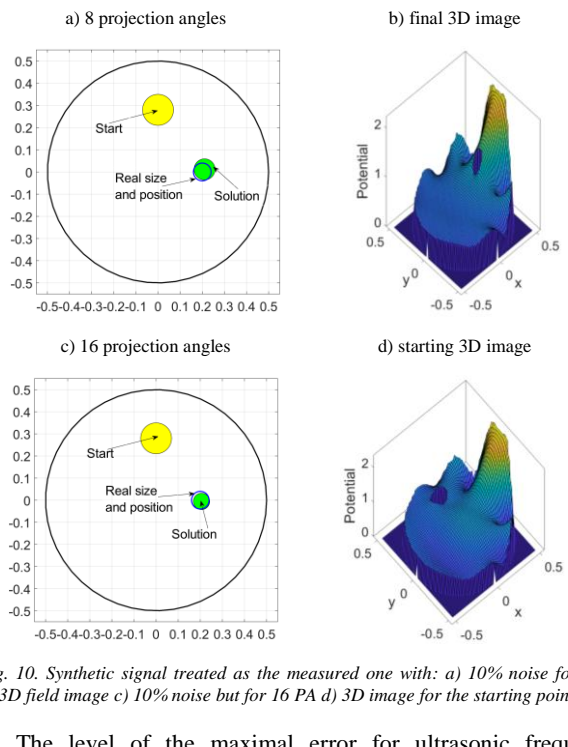 a) 8 projection angles
b) final 3D image
0.5
0.4
0.3
0.2
0.1
0
-0.1
-0.2
-0.3
-0.4
-0.5
-0.5-0.4-0.3-0.2-0.1 0 0.1 0.2 0.3 0.4 0.5
Start
Real size
and position
Solution
Potential
2
1
0
0.5
y
0
-0.5
-0.5
0
x
0.5
c) 16 projection angles
d) starting 3D image
0.5
0.4
0.3
0.2
0.1
0
-0.1
-0.2
-0.3
-0.4
-0.5
-0.5-0.4-0.3-0.2-0.1 0 0.1 0.2 0.3 0.4 0.5
Start
Real size
and position
Solution
Potential
2
1
0
0.5
y
0
-0.5
-0.5
0
x
0.5
g. 10. Synthetic signal treated as the measured one with: a) 10% noise fo
3D field image c) 10% noise but for 16 PA d) 3D image for the starting poin
The level of the maximal error for ultrasonic frequ